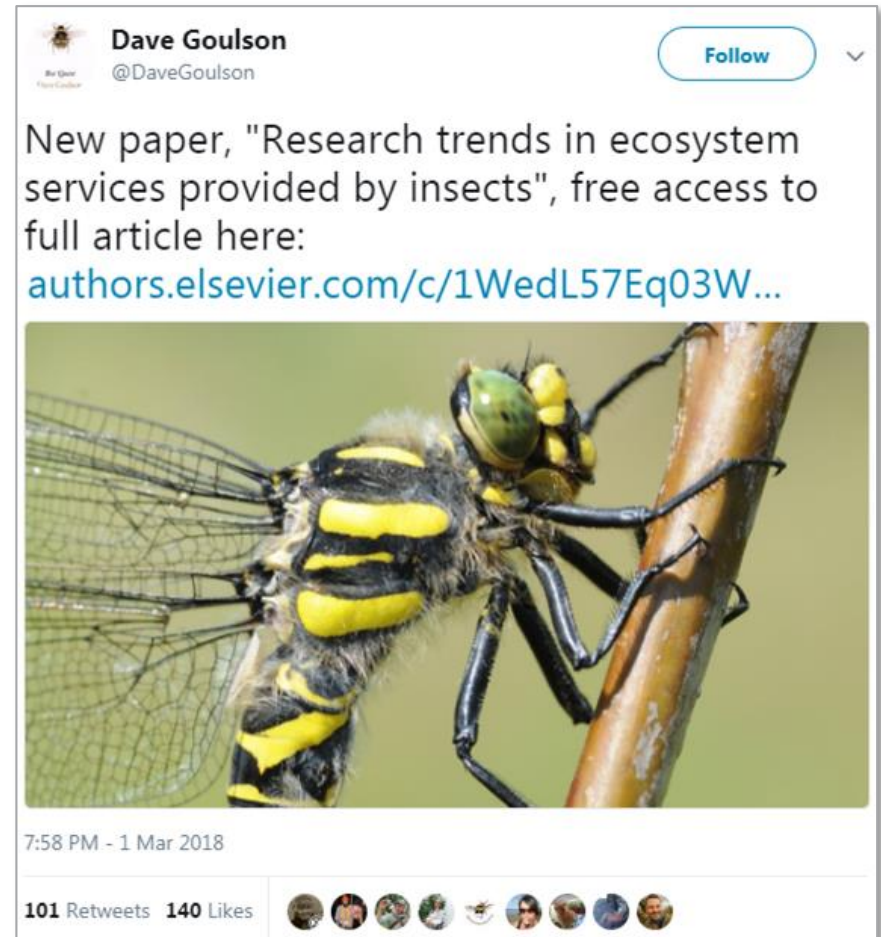 Dave Goulson
@DaveGoulson
Follow
New paper, "Research trends in ecosystem
services provided by insects", free access to
full article here:
authors.elsevier.com/c/1WedL57Eq03W...
7:58 PM - 1 Mar 2018
101 Retweets 140 Likes